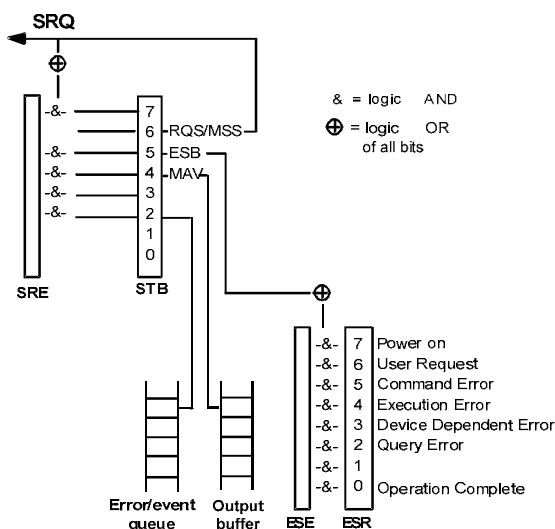 SRQ
& = logic AND
⊕ = logic OR
of all bits
-&- 7
6 RQS/MSS
-&- 5 ESB
-&- 4 MAV
-&- 3
-&- 2
1
0
SRE
STB
-&- 7 Power on
-&- 6 User Request
-&- 5 Command Error
-&- 4 Execution Error
-&- 3 Device Dependent Error
-&- 2 Query Error
-&- 1
-&- 0 Operation Complete
Error/event
queue
Output
buffer
ESE
ESR